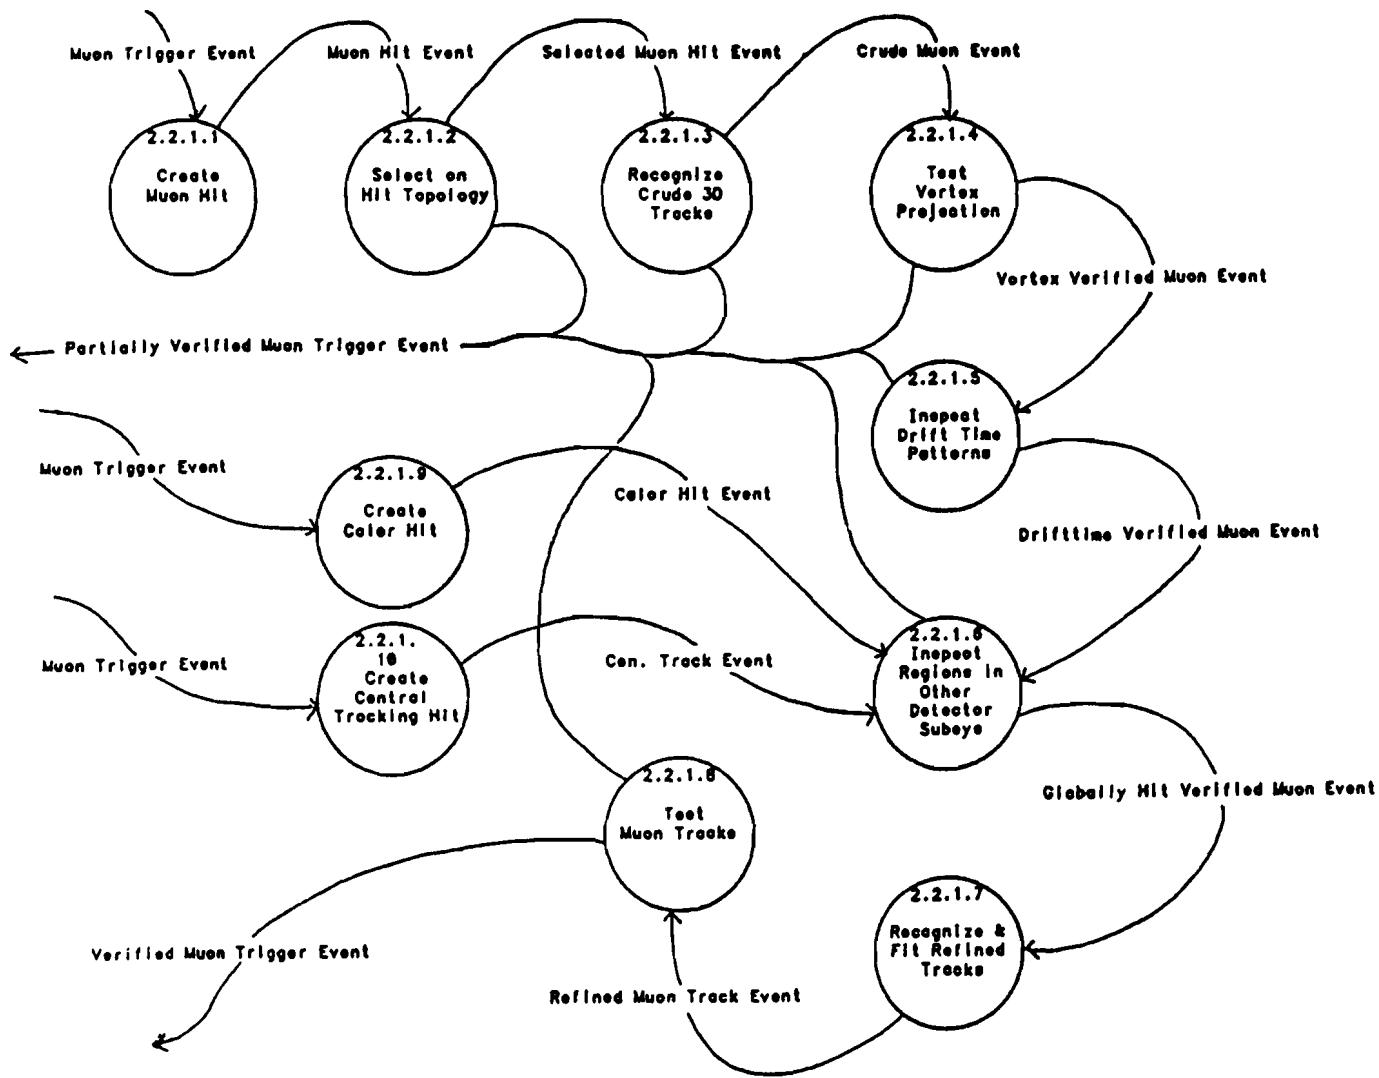 Muon Trigger Event
Muon Hit Event
Selected Muon Hit Event
Crude Muon Event
2.2.1.1
Create
Muon Hit
2.2.1.2
Select on
Hit Topology
2.2.1.3
Recognize
Crude 3D
Tracks
2.2.1.4
Test
Vertex
Projection
Vertex Verified Muon Event
Partially Verified Muon Trigger Event
2.2.1.5
Inspect
Drift Time
Patterns
Muon Trigger Event
2.2.1.9
Create
Calor Hit
Calor Hit Event
Drifttime Verified Muon Event
Muon Trigger Event
2.2.1.
10
Create
Central
Tracking Hit
Cen. Track Event
2.2.1.6
Inspect
Regions in
Other
Detector
Subsys
2.2.1.8
Test
Muon Tracks
Globally Hit Verified Muon Event
2.2.1.7
Recognize &
Fit Refined
Tracks
Verified Muon Trigger Event
Refined Muon Track Event